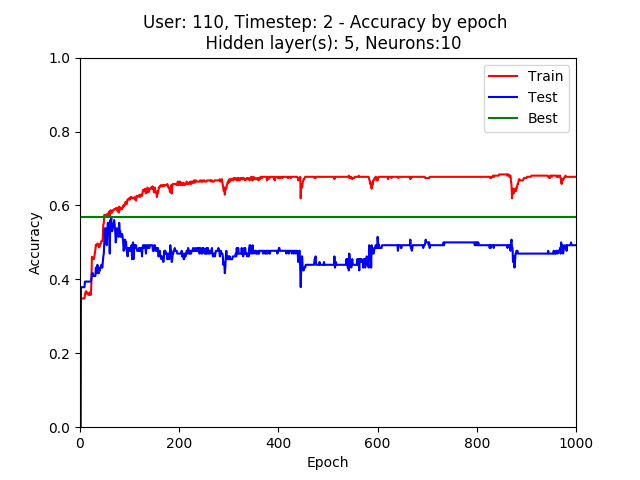 User: 110, Timestep: 2 - Accuracy by epoch
Hidden layer(s): 5, Neurons:10
Train
Test
Best
1.0
0.8
0.6
0.4
0.2
0.0
Accuracy
0
200
400
600
800
1000
Epoch